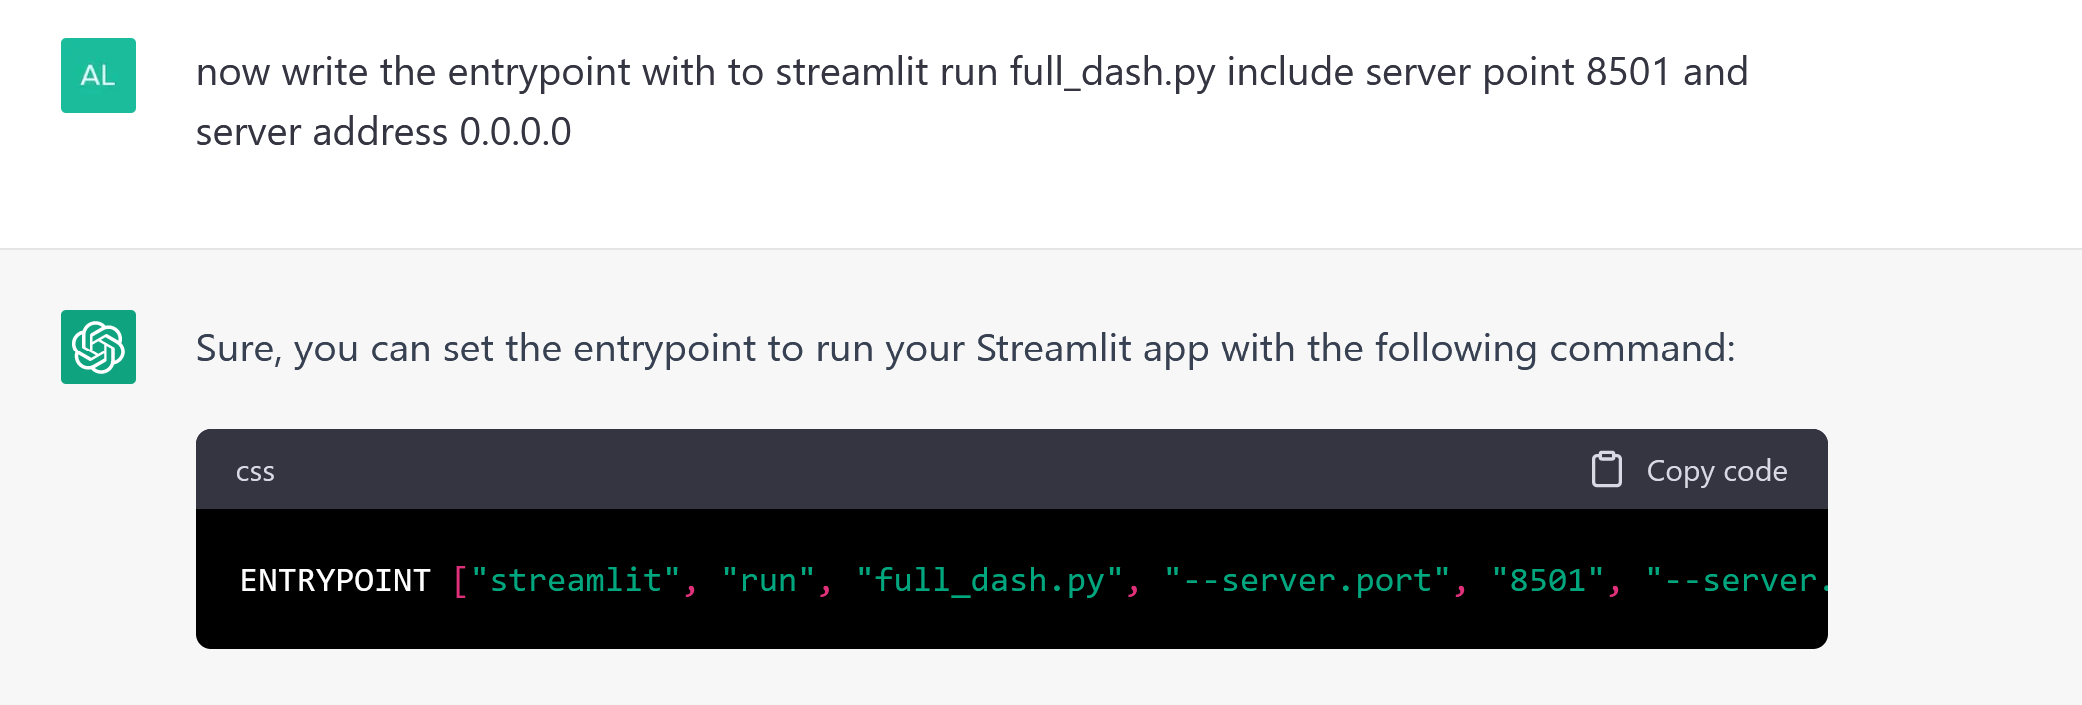 AL
now write the entrypoint with to streamlit run full_dash.py include server point 8501 and
server address 0.0.0.0
Sure, you can set the entrypoint to run your Streamlit app with the following command:
css Copy code
ENTRYPOINT ["streamlit", "run", "full_dash.py", "--server.port", "8501", "--server.